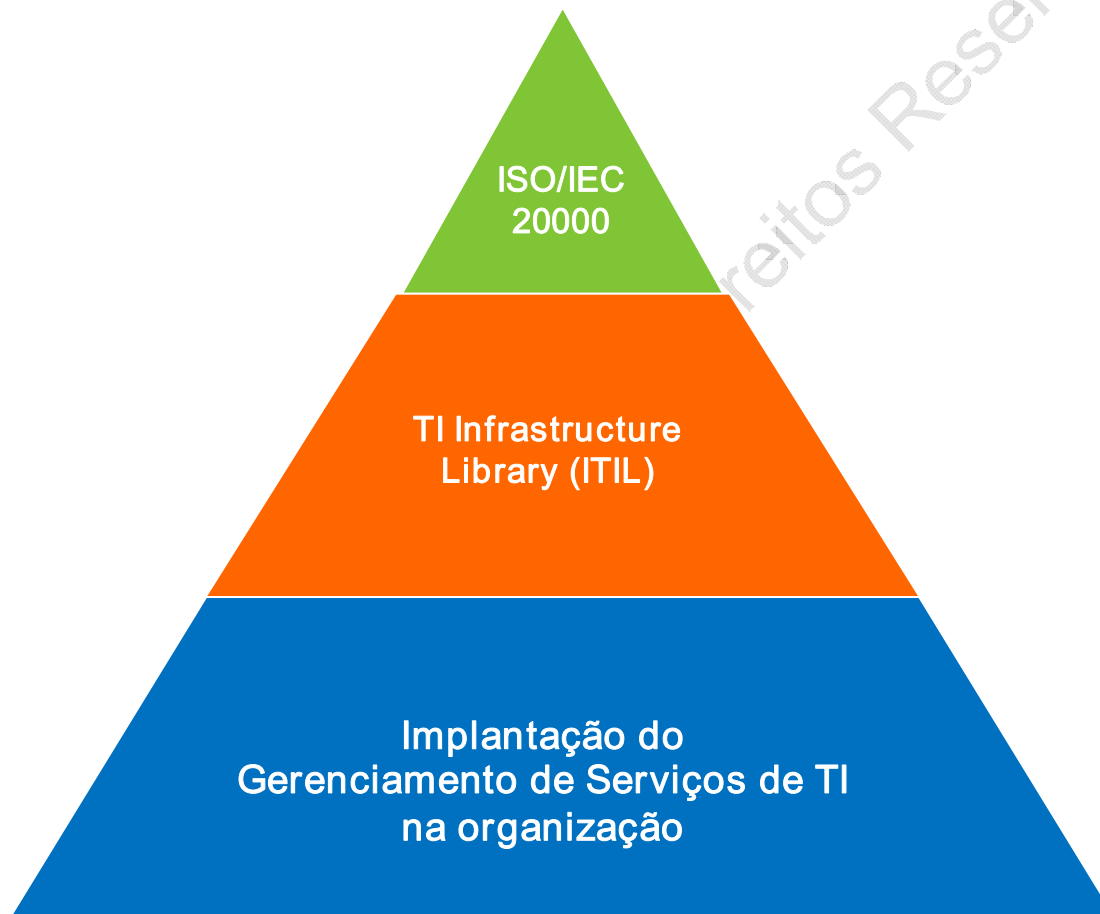 ISO/IEC
20000
TI Infrastructure
Library (ITIL)
Implantação do
Gerenciamento de Serviços de TI
na organização